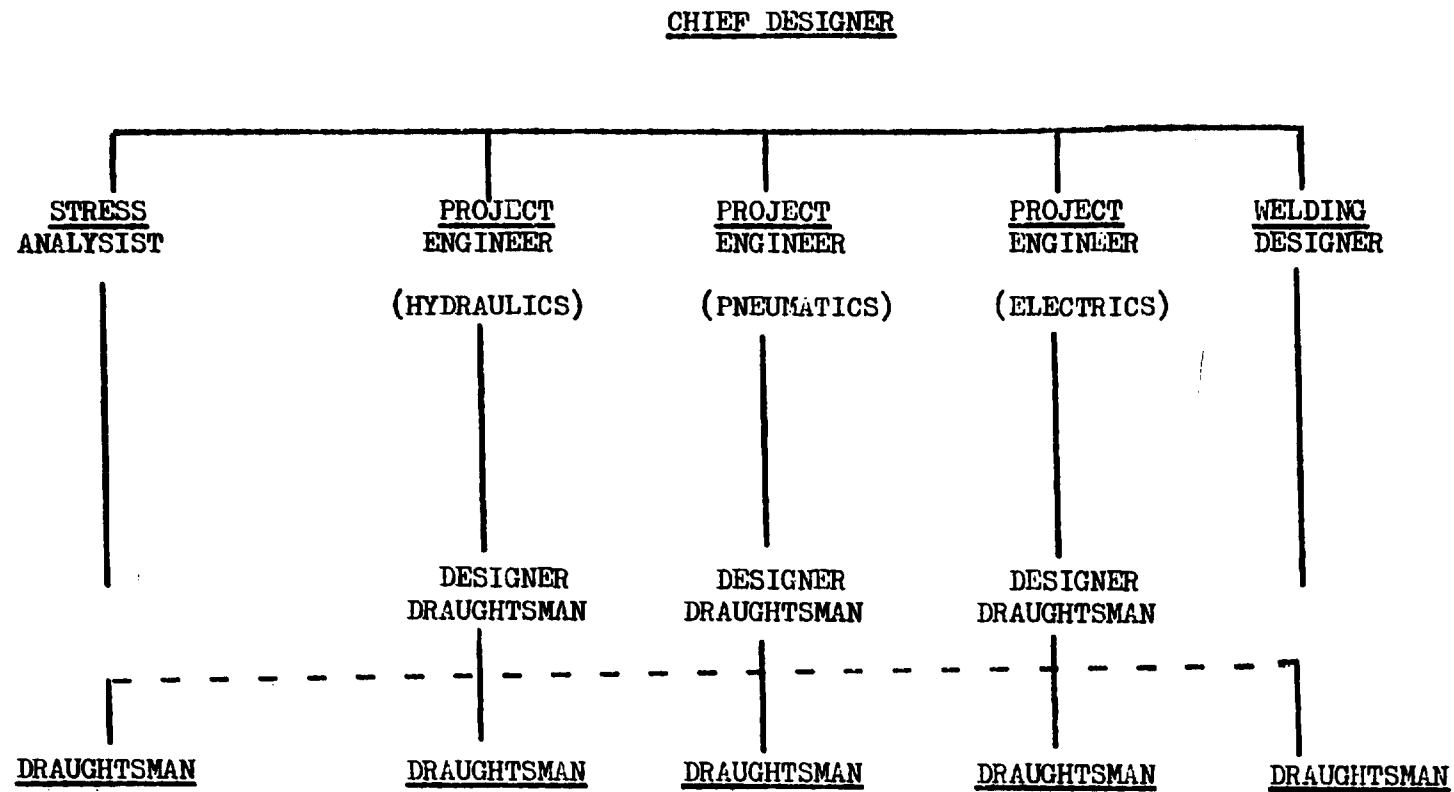 CHIEF DESIGNER
STRESS
ANALYSIST
PROJECT
ENGINEER
(HYDRAULICS)
PROJECT
ENGINEER
(PNEUMATICS)
PROJECT
ENGINEER
(ELECTRICS)
WELDING
DESIGNER
DESIGNER
DRAUGHTSMAN
DESIGNER
DRAUGHTSMAN
DESIGNER
DRAUGHTSMAN
DRAUGHTSMAN
DRAUGHTSMAN
DRAUGHTSMAN
DRAUGHTSMAN
DRAUGHTSMAN